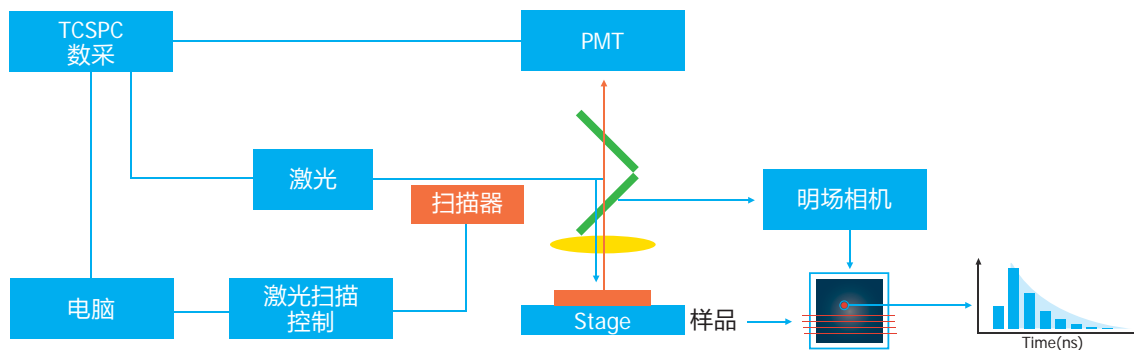 TCSPC
数采
PMT
激光
扫描器
明场相机
电脑
激光扫描
控制
Stage
样品
Time(ns)